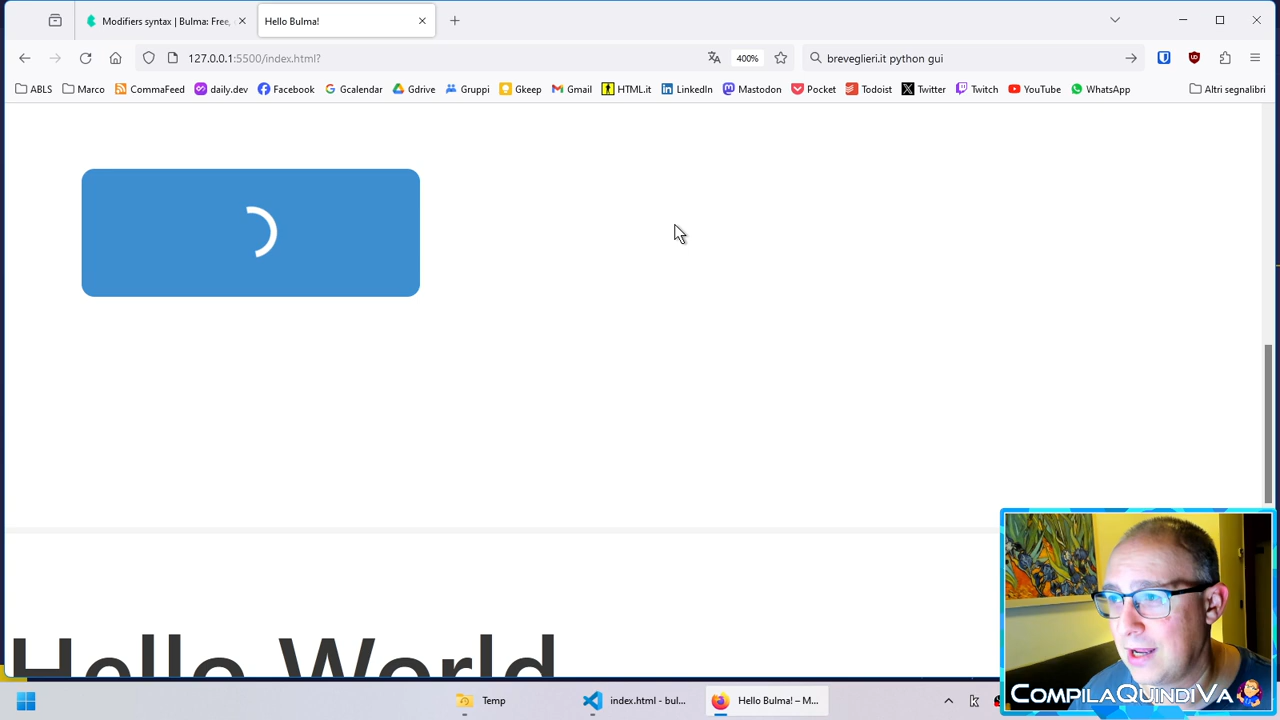 Modifiers syntax | Bulma: Free,
Hello Bulma!
127.0.0.1:5500/index.html?
400%
breveglieri.it python gui
ABLS
Marco
CommaFeed
daily.dev
Facebook
Gcalendar
Gdrive
Gruppi
Gkeep
Gmail
HTML.it
LinkedIn
Mastodon
Pocket
Todoist
Twitter
Twitch
YouTube
WhatsApp
Altri segnalibri
Hello World
CompilaQuindiVa
Temp
index.html - bul...
Hello Bulma! – M...